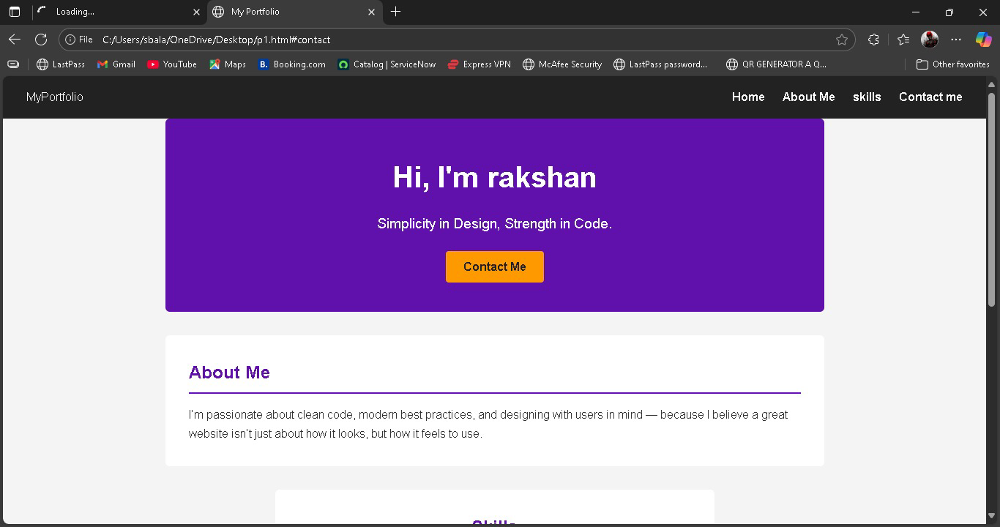 Loading...
My Portfolio
File C:/Users/sbala/OneDrive/Desktop/p1.html#contact
LastPass Gmail YouTube Maps B. Booking.com Catalog | ServiceNow Express VPN McAfee Security LastPass password... QR GENERATOR A Q... Other favorites
MyPortfolio Home About Me skills Contact me
Hi, I'm rakshan
Simplicity in Design, Strength in Code.
Contact Me
About Me
I'm passionate about clean code, modern best practices, and designing with users in mind — because I believe a great
website isn't just about how it looks, but how it feels to use.
Skills